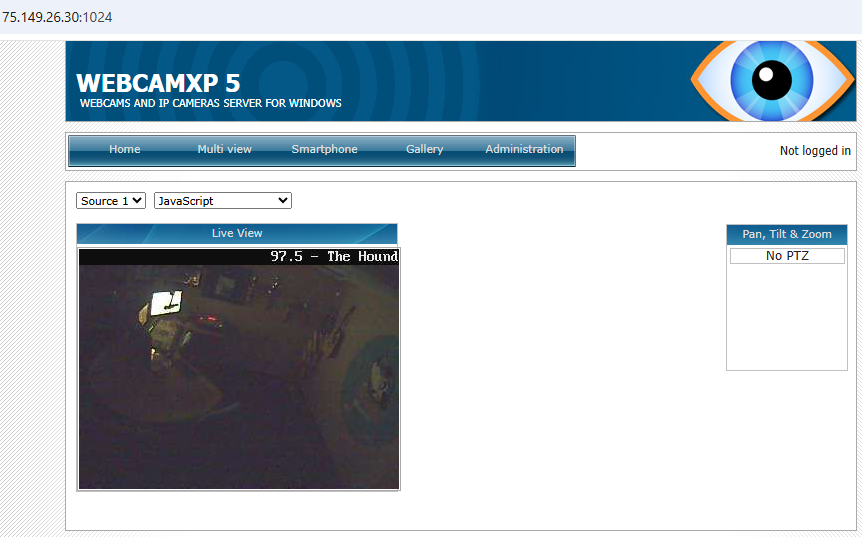 75.149.26.30:1024
WEBCAMXP 5
WEBCAMS AND IP CAMERAS SERVER FOR WINDOWS
Home Multi view Smartphone Gallery Administration Not logged in
Source 1 JavaScript
Live View Pan, Tilt & Zoom
97.5 - The Hound No PTZ